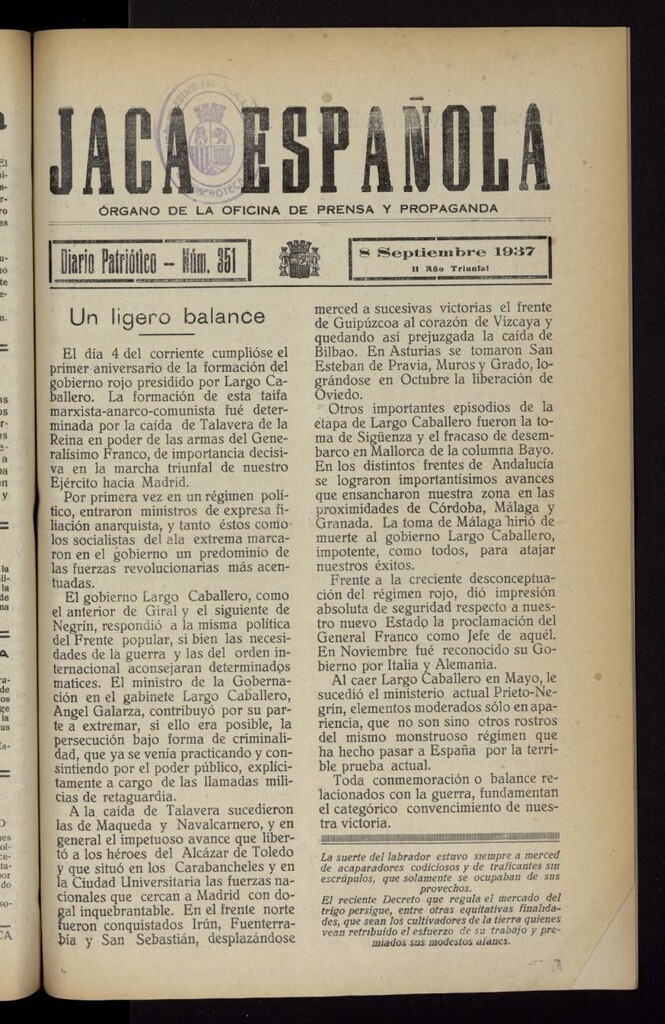 JACA ESPAÑOLA
ÓRGANO DE LA OFICINA DE PRENSA Y PROPAGANDA
Diario Patriótico — Núm. 351
8 Septiembre 1937
II Año Triunfal
Un ligero balance
El día 4 del corriente cumplióse el
primer aniversario de la formación del
gobierno rojo presidido por Largo Ca-
ballero. La formación de esta taifa
marxista-anarco-comunista fué deter-
minada por la caída de Talavera de la
Reina en poder de las armas del Gene-
ralísimo Franco, de importancia decisi-
va en la marcha triunfal de nuestro
Ejército hacia Madrid.
Por primera vez en un régimen polí-
tico, entraron ministros de expresa fi-
liación anarquista, y tanto éstos como
los socialistas del ala extrema marca-
ron en el gobierno un predominio de
las fuerzas revolucionarias más acen-
tuadas.
El gobierno Largo Caballero, como
el anterior de Giral y el siguiente de
Negrín, respondió a la misma política
del Frente popular, si bien las necesi-
dades de la guerra y las del orden in-
ternacional aconsejaran determinados
matices. El ministro de la Goberna-
ción en el gabinete Largo Caballero,
Angel Galarza, contribuyó por su par-
te a extremar, si ello era posible, la
persecución bajo forma de criminali-
dad, que ya se venía practicando y con-
sintiendo por el poder público, explíci-
tamente a cargo de las llamadas mili-
cias de retaguardia.
A la caída de Talavera sucedieron
las de Maqueda y Navalcarnero, y en
general el impetuoso avance que liber-
tó a los héroes del Alcázar de Toledo
y que situó en los Carabancheles y en
la Ciudad Universitaria las fuerzas na-
cionales que cercan a Madrid con do-
gal inquebrantable. En el frente norte
fueron conquistados Irún, Fuenterra-
bía y San Sebastián, desplazándose
merced a sucesivas victorias el frente
de Guipúzcoa al corazón de Vizcaya y
quedando así prejuzgada la caída de
Bilbao. En Asturias se tomaron San
Esteban de Pravia, Muros y Grado, lo-
grándose en Octubre la liberación de
Oviedo.
Otros importantes episodios de la
etapa de Largo Caballero fueron la to-
ma de Sigüenza y el fracaso de desem-
barco en Mallorca de la columna Bayo.
En los distintos frentes de Andalucía
se lograron importantísimos avances
que ensancharon nuestra zona en las
proximidades de Córdoba, Málaga y
Granada. La toma de Málaga hirió de
muerte al gobierno Largo Caballero,
impotente, como todos, para atajar
nuestros éxitos.
Frente a la creciente desconceptua-
ción del régimen rojo, dió impresión
absoluta de seguridad respecto a nues-
tro nuevo Estado la proclamación del
General Franco como Jefe de aquél.
En Noviembre fué reconocido su Go-
bierno por Italia y Alemania.
Al caer Largo Caballero en Mayo, le
sucedió el ministerio actual Prieto-Ne-
grín, elementos moderados sólo en apa-
riencia, que no son sino otros rostros
del mismo monstruoso régimen que
ha hecho pasar a España por la terri-
ble prueba actual.
Toda conmemoración o balance re-
lacionados con la guerra, fundamentan
el categórico convencimiento de nues-
tra victoria.
La suerte del labrador estuvo siempre a merced
de acaparadores codiciosos y de traficantes sin
escrúpulos, que solamente se ocupaban de sus
provechos.
El reciente Decreto que regula el mercado del
trigo persigue, entre otras equitativas finalida-
des, que sean los cultivadores de la tierra quienes
vean retribuído el esfuerzo de su trabajo y pre-
miados sus modestos afanes.